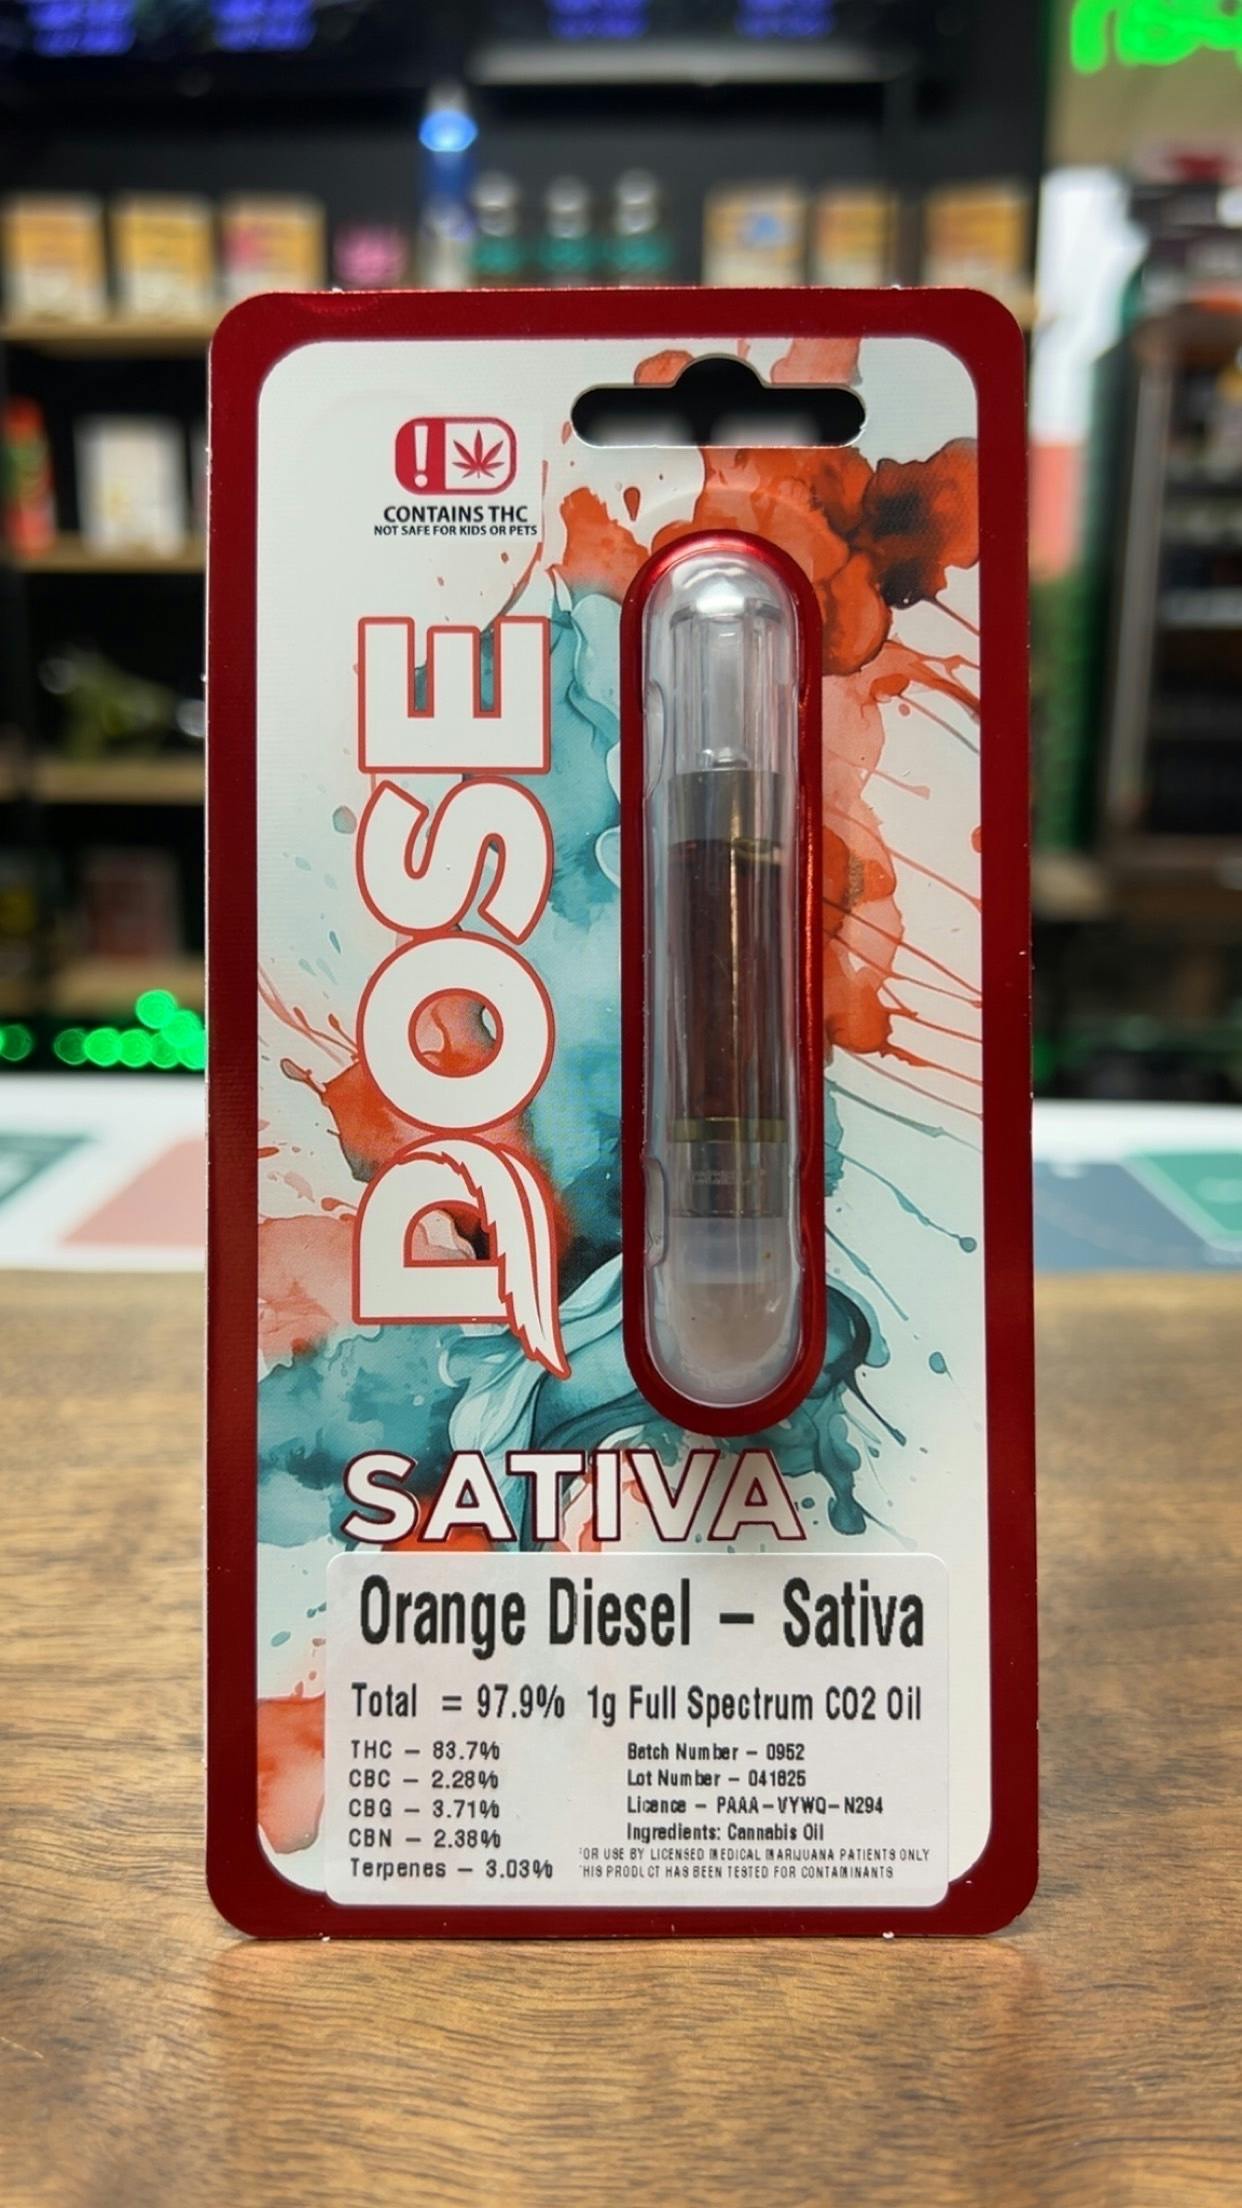 CONTAINS THC
NOT SAFE FOR KIDS OR PETS
DOSE
SATIVA
Orange Diesel – Sativa
Total = 97.9% 1g Full Spectrum CO2 Oil
THC – 83.7%
CBC – 2.28%
CBG – 3.71%
CBN – 2.38%
Terpenes – 3.03%
Batch Number – 0952
Lot Number – 041825
Licence – PAAA-VYWQ-N294
Ingredients: Cannabis Oil
FOR USE BY LICENSED MEDICAL MARIJUANA PATIENTS ONLY
THIS PRODUCT HAS BEEN TESTED FOR CONTAMINANTS